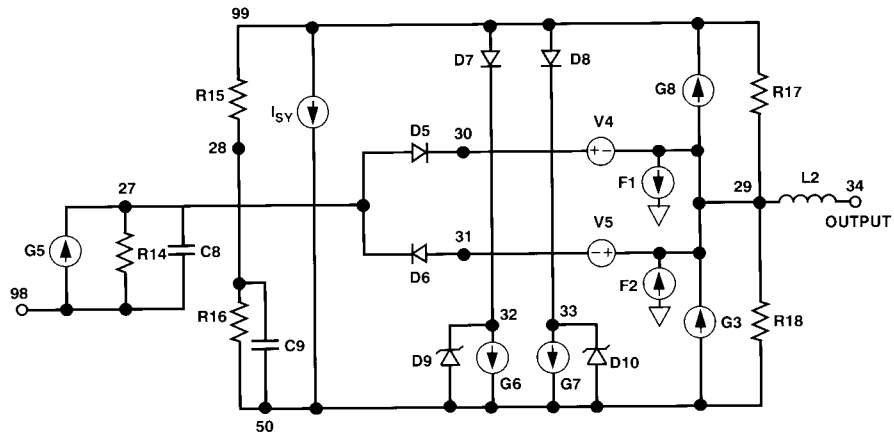 99
D7
D8
R15
I_SY
G8
R17
D5
30
V4
28
F1
L2
27
29
34
OUTPUT
G5
R14
C8
31
V5
D6
F2
98
R16
C9
32
33
G3
R18
D9
G6
G7
D10
50